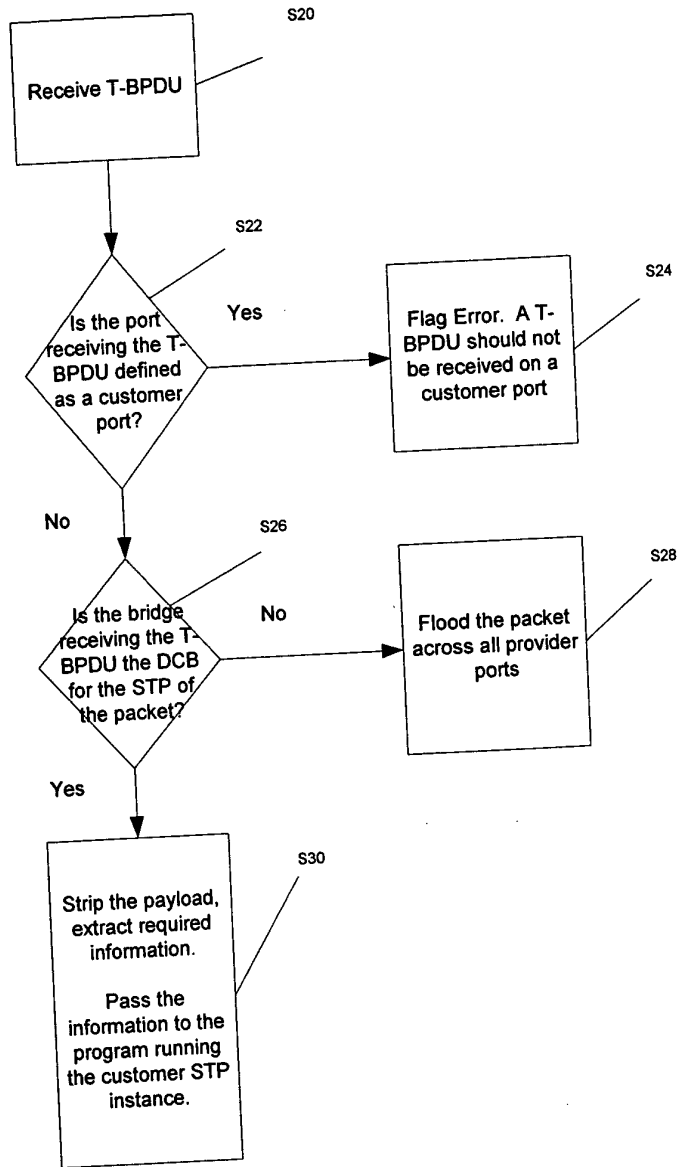 S20
Receive T-BPDU
S22
Is the port
receiving the T-
BPDU defined
as a customer
port?
Yes
S24
Flag Error. A T-
BPDU should not
be received on a
customer port
No
S26
Is the bridge
receiving the T-
BPDU the DCB
for the STP of
the packet?
No
S28
Flood the packet
across all provider
ports
Yes
S30
Strip the payload,
extract required
information.
Pass the
information to the
program running
the customer STP
instance.